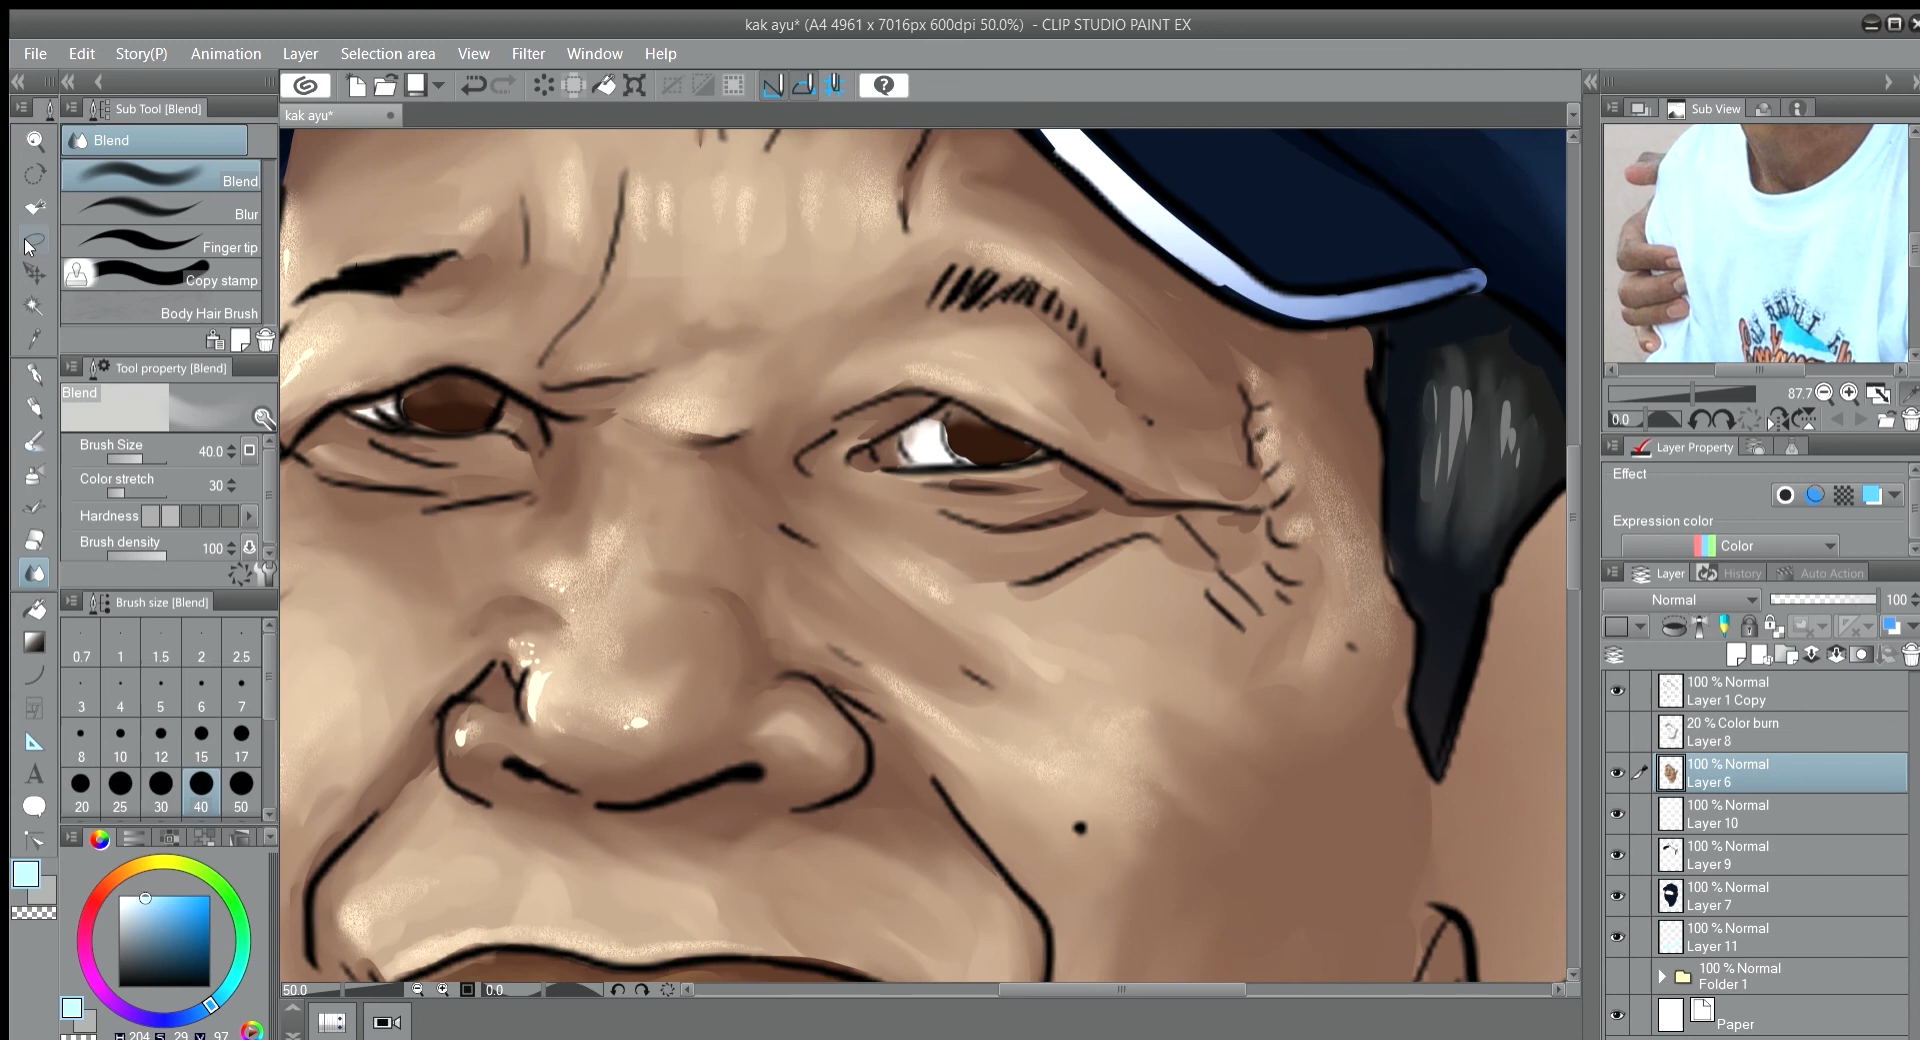 kak ayu* (A4 4961 x 7016px 600dpi 50.0%) - CLIP STUDIO PAINT EX
File Edit Story(P) Animation Layer Selection area View Filter Window Help
kak ayu*
Sub Tool [Blend]
Blend
Blend
Blur
Finger tip
Copy stamp
Body Hair Brush
Tool property [Blend]
Blend
Brush Size 40.0
Color stretch 30
Hardness
Brush density 100
Brush size [Blend]
0.7 1 1.5 2 2.5
3 4 5 6 7
8 10 12 15 17
20 25 30 40 50
H 204 S 29 V 97
50.0 0.0
Sub View
87.7
0.0
Layer Property
Effect
Expression color
Color
Layer History Auto Action
Normal 100
100 % Normal
Layer 1 Copy
20 % Color burn
Layer 8
100 % Normal
Layer 6
100 % Normal
Layer 10
100 % Normal
Layer 9
100 % Normal
Layer 7
100 % Normal
Layer 11
100 % Normal
Folder 1
Paper